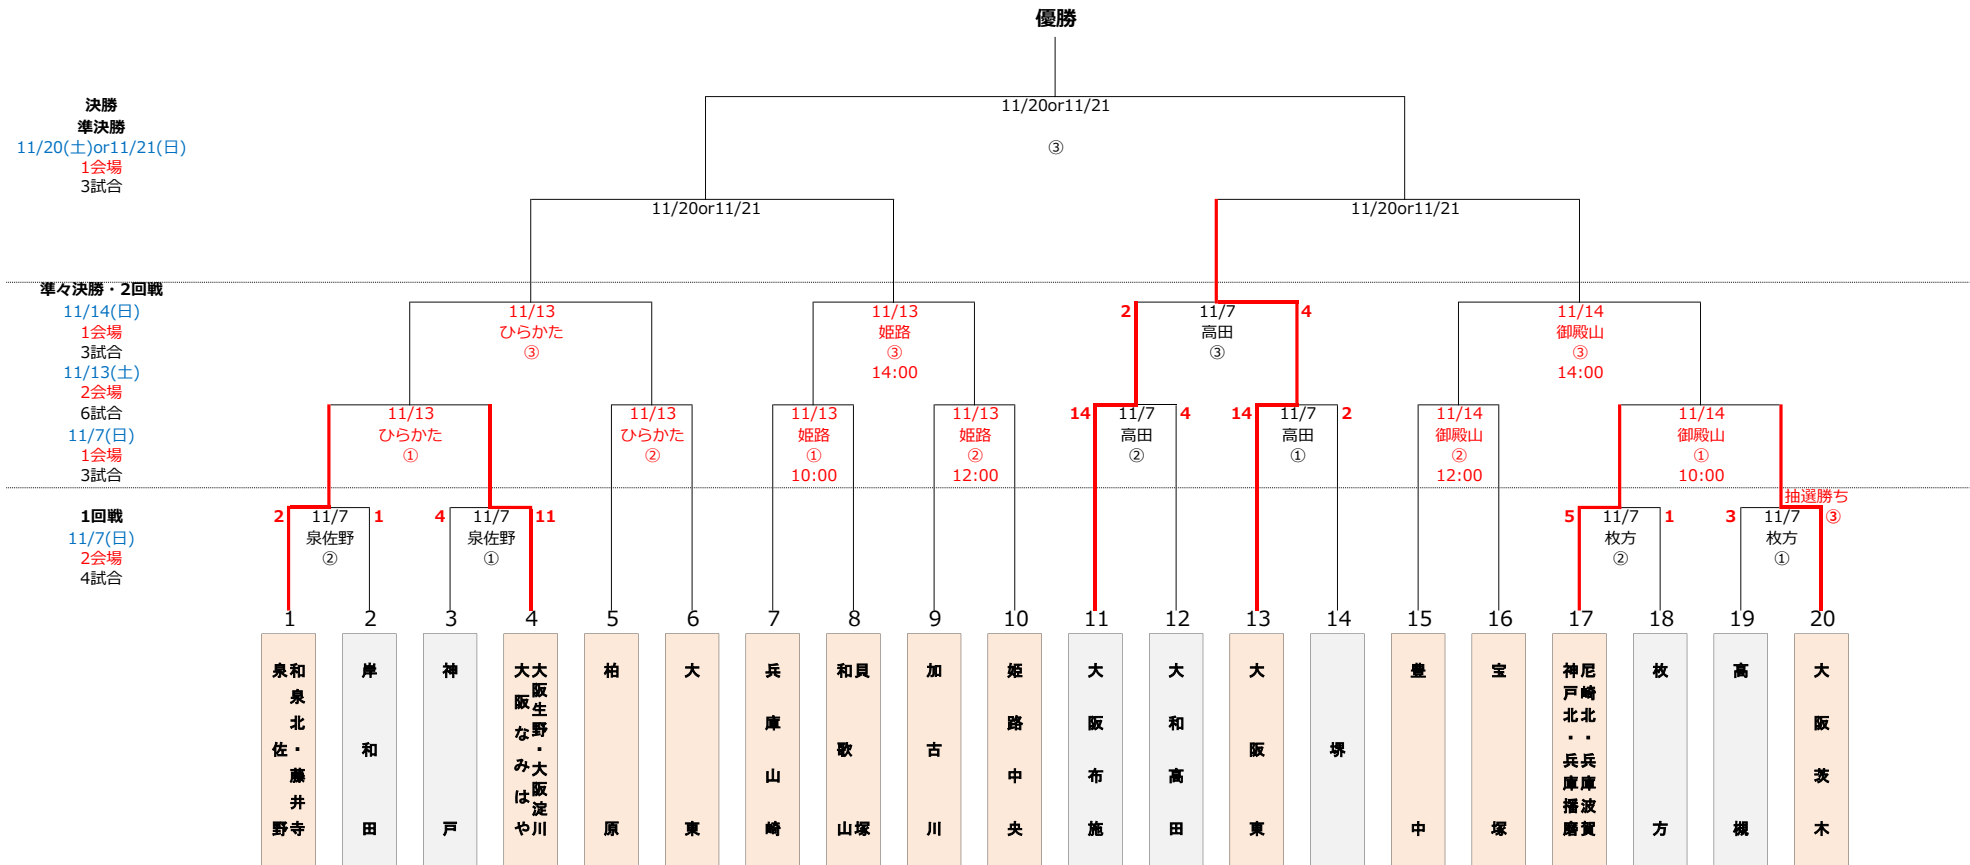 優勝
決勝
準決勝
11/20(土)or11/21(日)
1会場
3試合
11/20or11/21
③
11/20or11/21
11/20or11/21
準々決勝・2回戦
11/14(日)
1会場
3試合
11/13(土)
2会場
6試合
11/7(日)
1会場
3試合
11/13
ひらかた
③
11/13
姫路
③
14:00
2
11/7
高田
③
4
11/14
御殿山
③
14:00
11/13
ひらかた
①
11/13
ひらかた
②
11/13
姫路
①
10:00
11/13
姫路
②
12:00
14
11/7
高田
②
4
14
11/7
高田
①
2
11/14
御殿山
②
12:00
11/14
御殿山
①
10:00
1回戦
11/7(日)
2会場
4試合
2
11/7
泉佐野
②
1
4
11/7
泉佐野
①
11
5
11/7
枚方
②
1
3
11/7
枚方
①
抽選勝ち
③
1 2 3 4 5 6 7 8 9 10 11 12 13 14 15 16 17 18 19 20
和泉北・藤井寺
泉佐野
岸和田
神戸
大阪生野・大阪淀川
大阪なみはや
柏原
大東
兵庫山崎
貝塚
和歌山
加古川
姫路中央
大阪布施
大和高田
大阪東
堺
豊中
宝塚
尼崎北・兵庫波賀
神戸北・兵庫播磨
枚方
高槻
大阪茨木